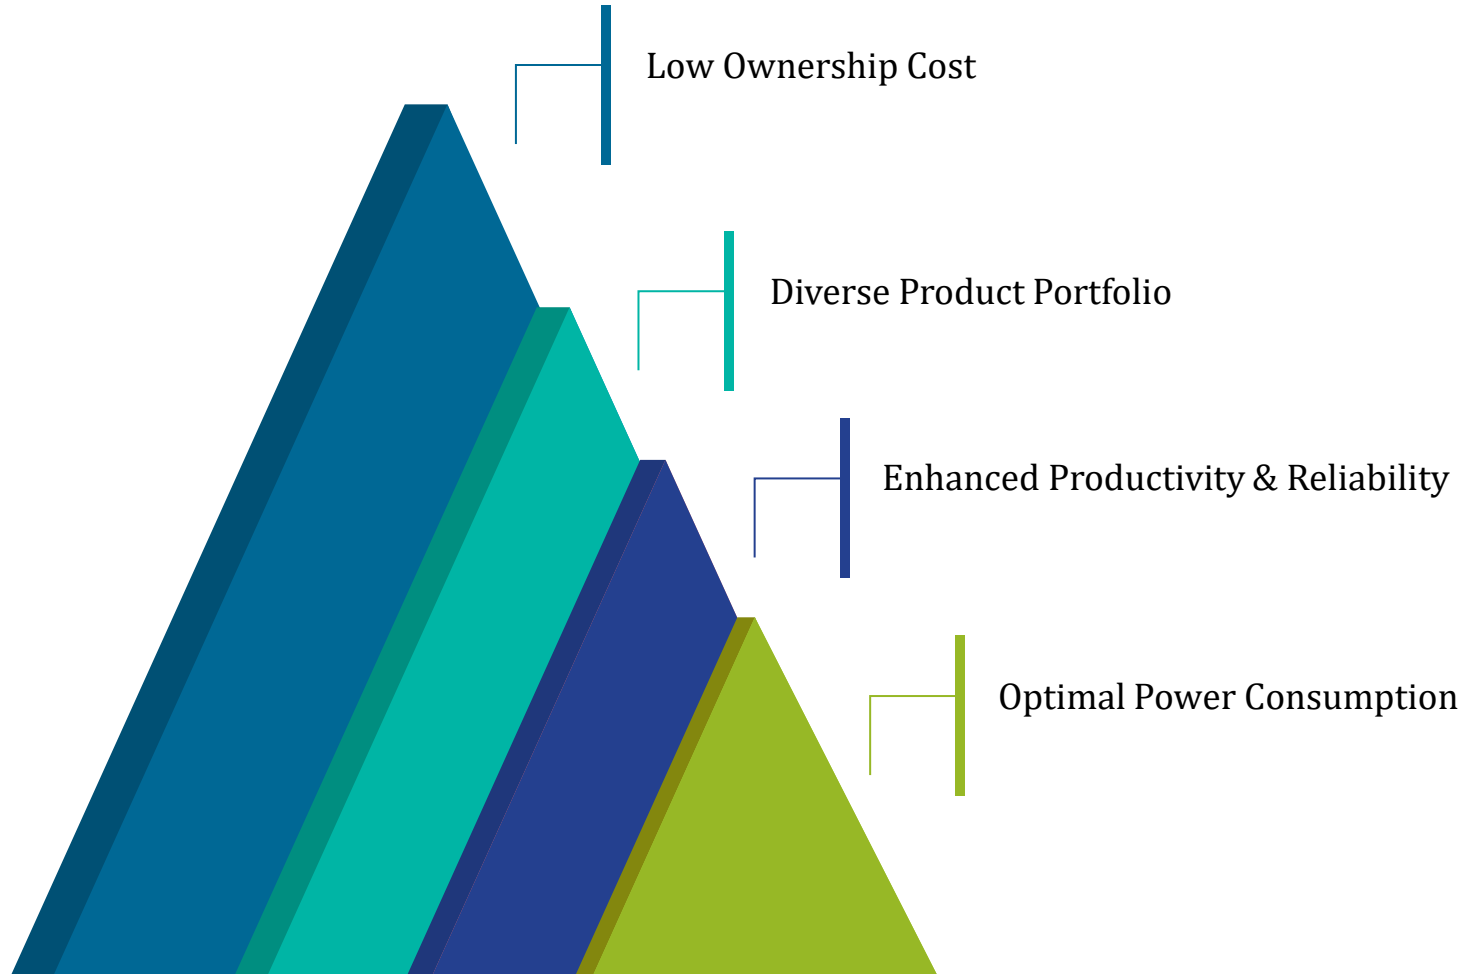 Low Ownership Cost
Diverse Product Portfolio
Enhanced Productivity & Reliability
Optimal Power Consumption